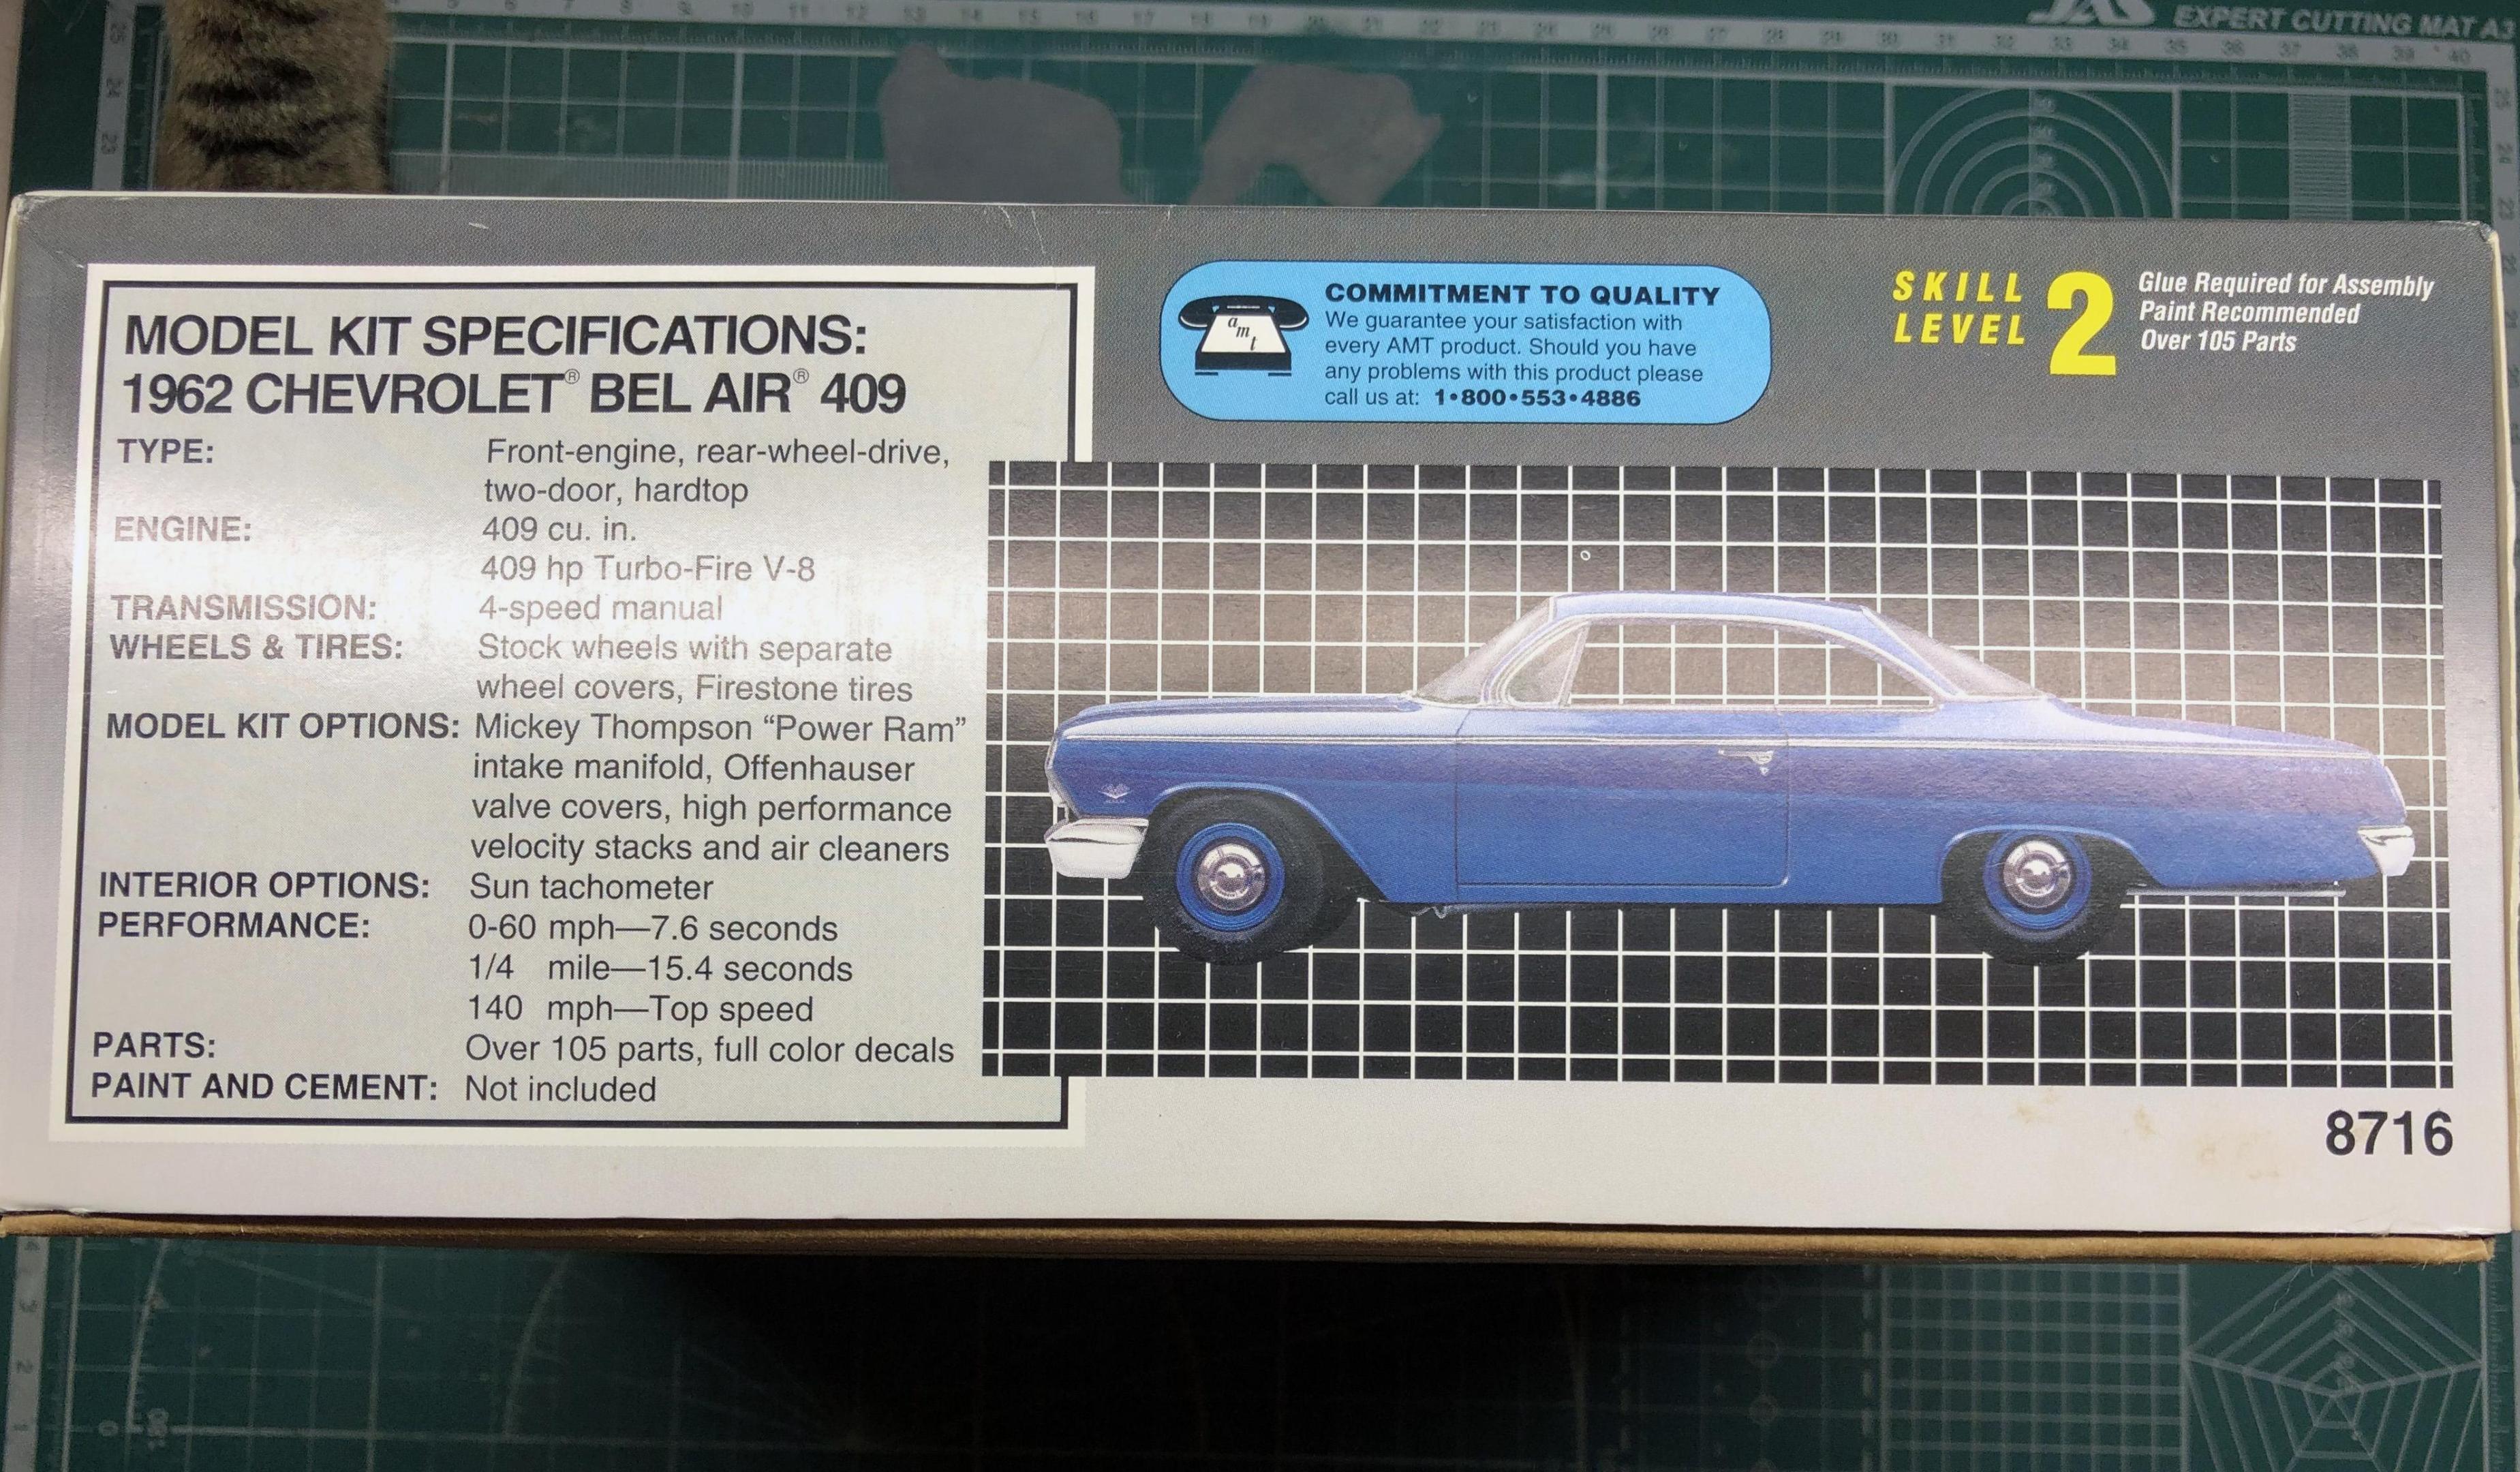 EXPERT CUTTING MAT A3
MODEL KIT SPECIFICATIONS:
1962 CHEVROLET® BEL AIR® 409
TYPE: Front-engine, rear-wheel-drive,
two-door, hardtop
ENGINE: 409 cu. in.
409 hp Turbo-Fire V-8
TRANSMISSION: 4-speed manual
WHEELS & TIRES: Stock wheels with separate
wheel covers, Firestone tires
MODEL KIT OPTIONS: Mickey Thompson “Power Ram”
intake manifold, Offenhauser
valve covers, high performance
velocity stacks and air cleaners
INTERIOR OPTIONS: Sun tachometer
PERFORMANCE: 0-60 mph—7.6 seconds
1/4 mile—15.4 seconds
140 mph—Top speed
PARTS: Over 105 parts, full color decals
PAINT AND CEMENT: Not included
amt
COMMITMENT TO QUALITY
We guarantee your satisfaction with
every AMT product. Should you have
any problems with this product please
call us at: 1•800•553•4886
SKILL
LEVEL
2
Glue Required for Assembly
Paint Recommended
Over 105 Parts
8716